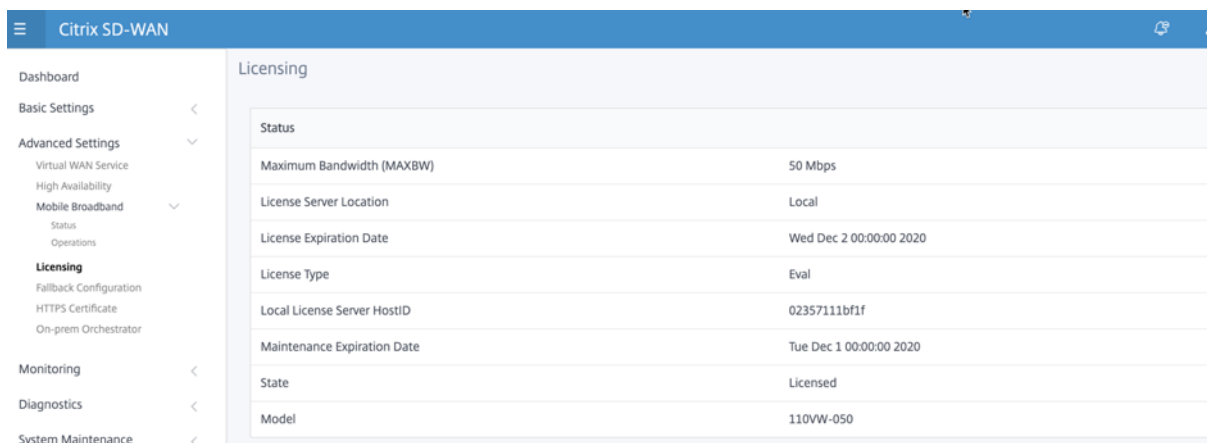 Citrix SD-WAN
Dashboard
Basic Settings
Advanced Settings
Virtual WAN Service
High Availability
Mobile Broadband
Status
Operations
Licensing
Fallback Configuration
HTTPS Certificate
On-prem Orchestrator
Monitoring
Diagnostics
System Maintenance
Licensing
Status
Maximum Bandwidth (MAXBW) 50 Mbps
License Server Location Local
License Expiration Date Wed Dec 2 00:00:00 2020
License Type Eval
Local License Server HostID 02357111bf1f
Maintenance Expiration Date Tue Dec 1 00:00:00 2020
State Licensed
Model 110VW-050